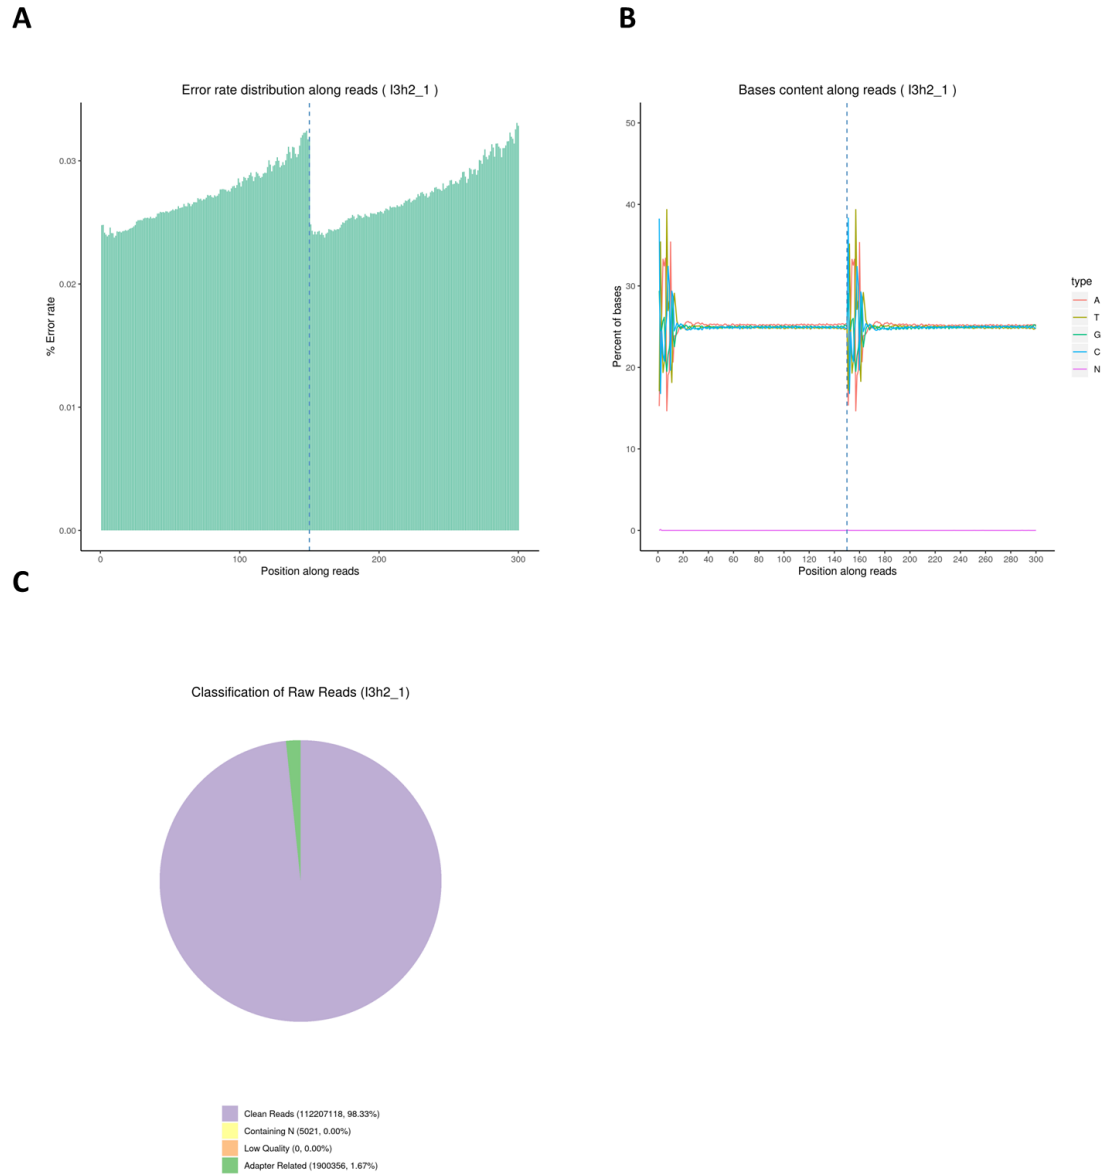 A
B
Error rate distribution along reads ( I3h2_1 )
% Error rate
0.03
0.02
0.01
0.00
0 100 200 300
Position along reads
Bases content along reads ( I3h2_1 )
Percent of bases
50
40
30
20
10
0
0 20 40 60 80 100 120 140 160 180 200 220 240 260 280 300
Position along reads
type
A
T
G
C
N
C
Classification of Raw Reads (I3h2_1)
Clean Reads (112207118, 98.33%)
Containing N (5021, 0.00%)
Low Quality (0, 0.00%)
Adapter Related (1900356, 1.67%)